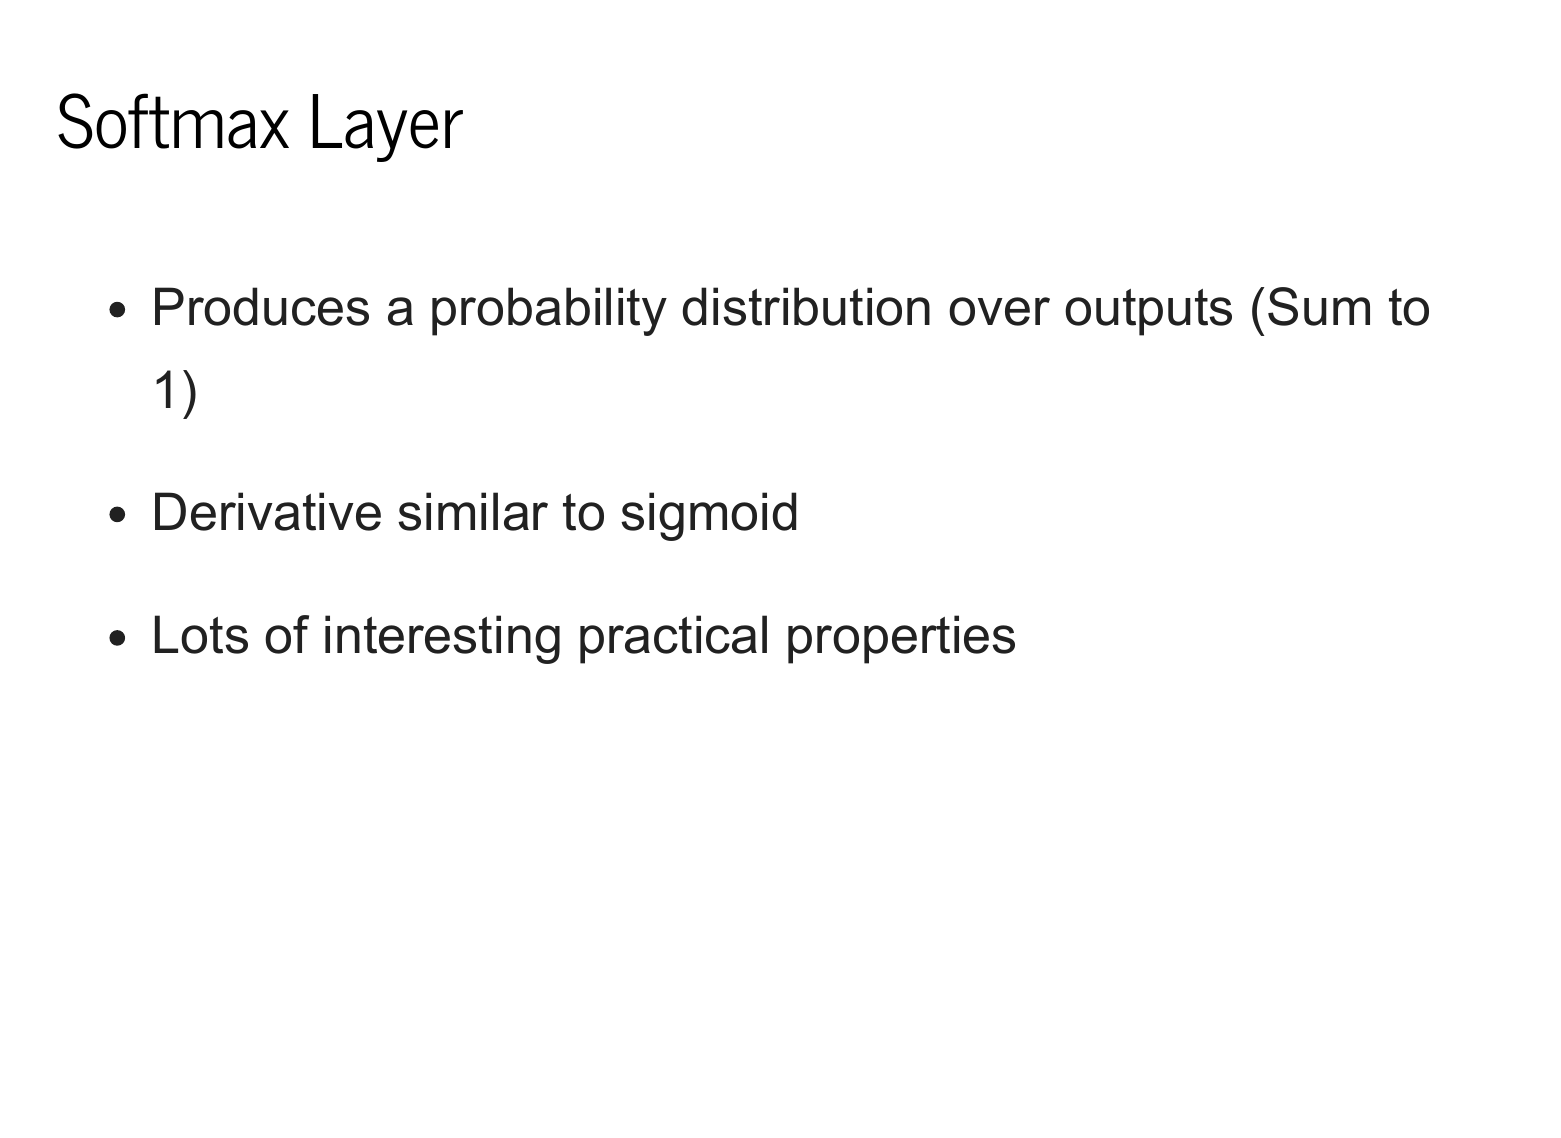 Softmax Layer
• Produces a probability distribution over outputs (Sum to
1)
• Derivative similar to sigmoid
• Lots of interesting practical properties